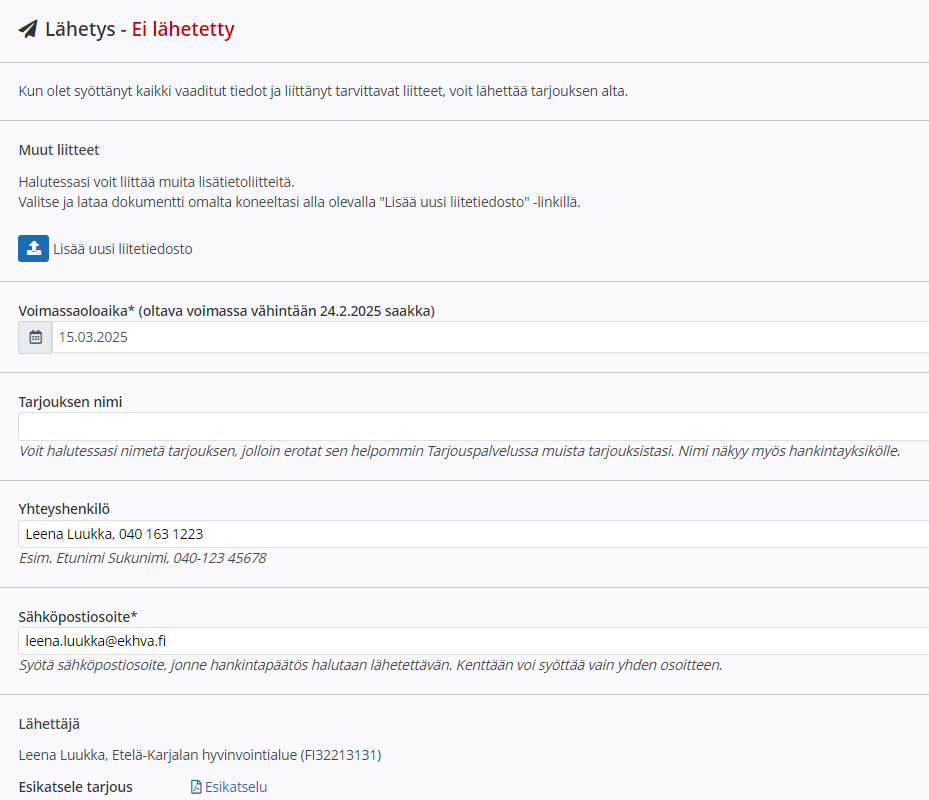 Lähetys - Ei lähetetty
Kun olet syöttänyt kaikki vaaditut tiedot ja liittänyt tarvittavat liitteet, voit lähettää tarjouksen alta.
Muut liitteet
Halutessasi voit liittää muita lisätietoliitteitä.
Valitse ja lataa dokumentti omalta koneeltasi alla olevalla "Lisää uusi liitetiedosto" -linkillä.
Lisää uusi liitetiedosto
Voimassaoloaika* (oltava voimassa vähintään 24.2.2025 saakka)
15.03.2025
Tarjouksen nimi
Voit halutessasi nimetä tarjouksen, jolloin erotat sen helpommin Tarjouspalvelussa muista tarjouksistasi. Nimi näkyy myös hankintayksikölle.
Yhteyshenkilö
Leena Luukka, 040 163 1223
Esim. Etunimi Sukunimi, 040-123 45678
Sähköpostiosoite*
leena.luukka@ekhva.fi
Syötä sähköpostiosoite, jonne hankintapäätös halutaan lähetettävän. Kenttään voi syöttää vain yhden osoitteen.
Lähettäjä
Leena Luukka, Etelä-Karjalan hyvinvointialue (FI32213131)
Esikatsele tarjous Esikatselu